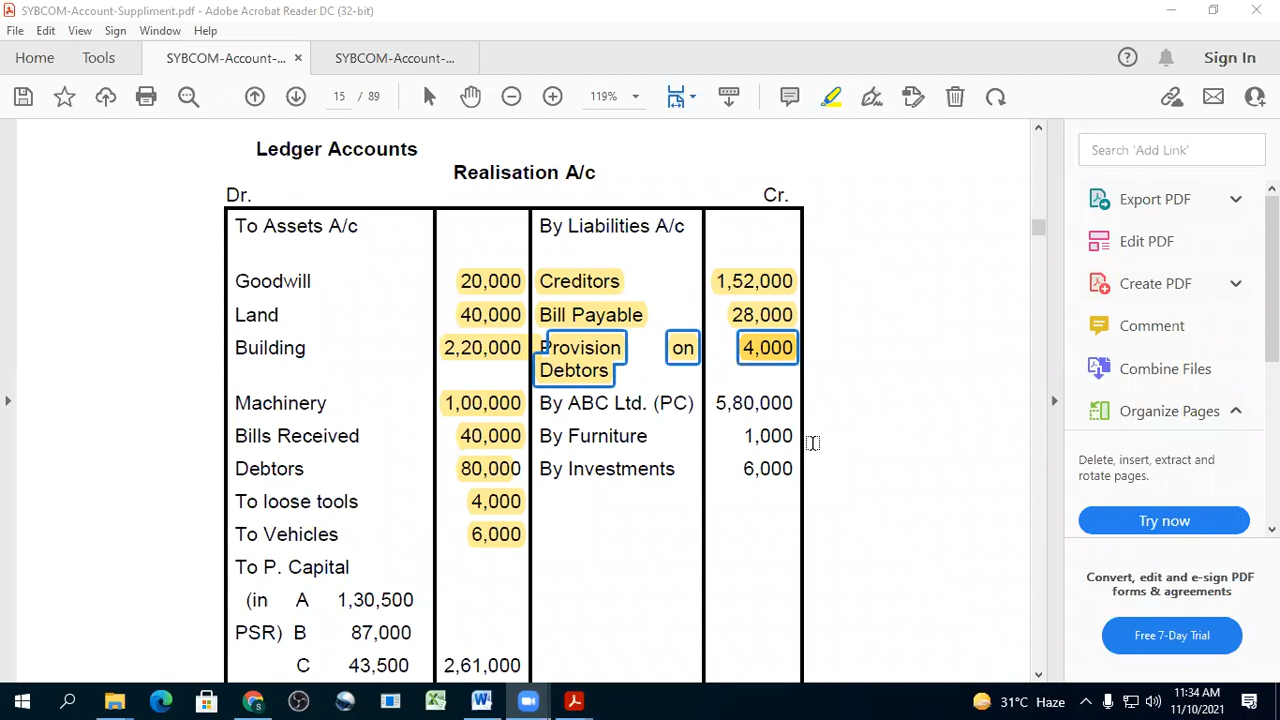 SYBCOM-Account-Suppliment.pdf - Adobe Acrobat Reader DC (32-bit)
File Edit View Sign Window Help
Home Tools SYBCOM-Account-... × SYBCOM-Account-... Sign In
15 / 89 119%
Ledger Accounts
Realisation A/c
Dr. Cr.
To Assets A/c By Liabilities A/c
Goodwill 20,000 Creditors 1,52,000
Land 40,000 Bill Payable 28,000
Building 2,20,000 Provision on 4,000
Debtors
Machinery 1,00,000 By ABC Ltd. (PC) 5,80,000
Bills Received 40,000 By Furniture 1,000
Debtors 80,000 By Investments 6,000
To loose tools 4,000
To Vehicles 6,000
To P. Capital
(in A 1,30,500
PSR) B 87,000
C 43,500 2,61,000
Search 'Add Link'
Export PDF
Edit PDF
Create PDF
Comment
Combine Files
Organize Pages
Delete, insert, extract and
rotate pages.
Try now
Convert, edit and e-sign PDF
forms & agreements
Free 7-Day Trial
31°C Haze
11:34 AM
11/10/2021